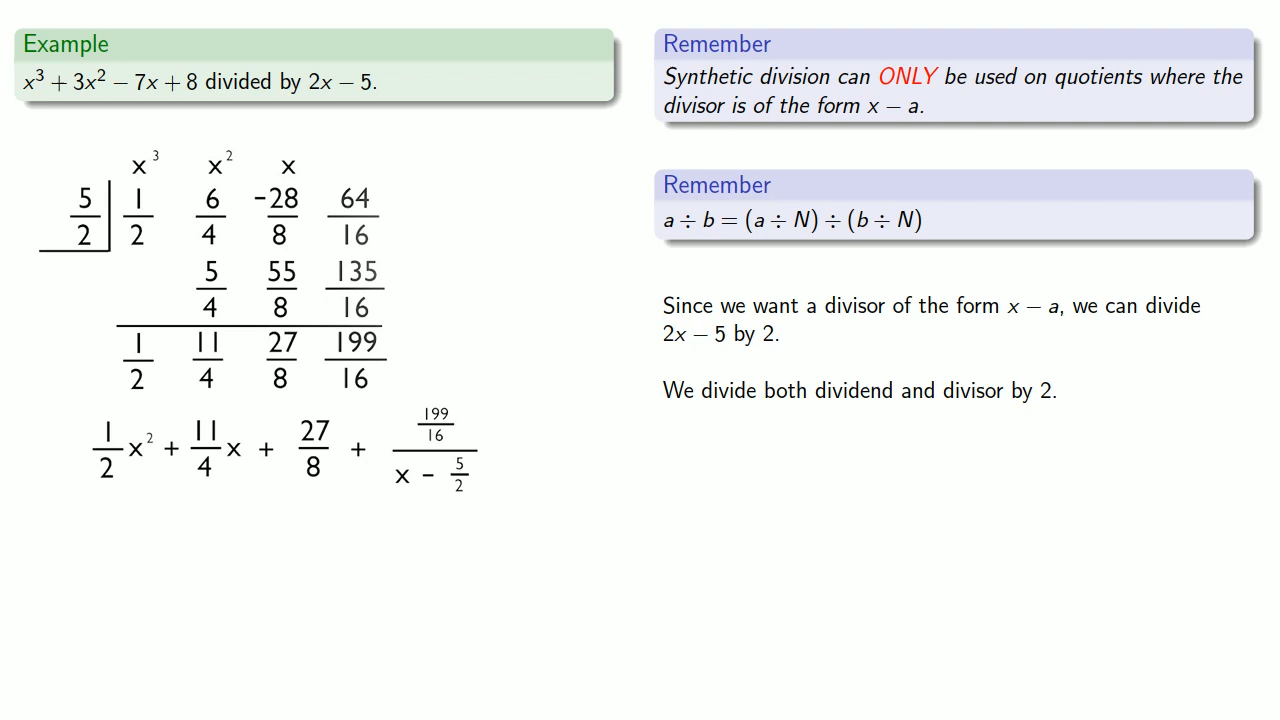 Example
x³ + 3x² − 7x + 8 divided by 2x − 5.
x³ x² x
5/2 | 1/2 6/4 -28/8 64/16
5/4 55/8 135/16
1/2 11/4 27/8 199/16
1/2 x² + 11/4 x + 27/8 + (199/16)/(x - 5/2)
Remember
Synthetic division can ONLY be used on quotients where the
divisor is of the form x − a.
Remember
a ÷ b = (a ÷ N) ÷ (b ÷ N)
Since we want a divisor of the form x − a, we can divide
2x − 5 by 2.
We divide both dividend and divisor by 2.